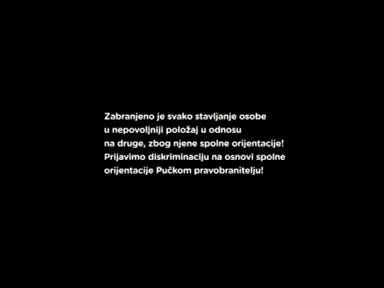 Zabranjeno je svako stavljanje osobe
u nepovoljniji položaj u odnosu
na druge, zbog njene spolne orijentacije!
Prijavimo diskriminaciju na osnovi spolne
orijentacije Pučkom pravobranitelju!